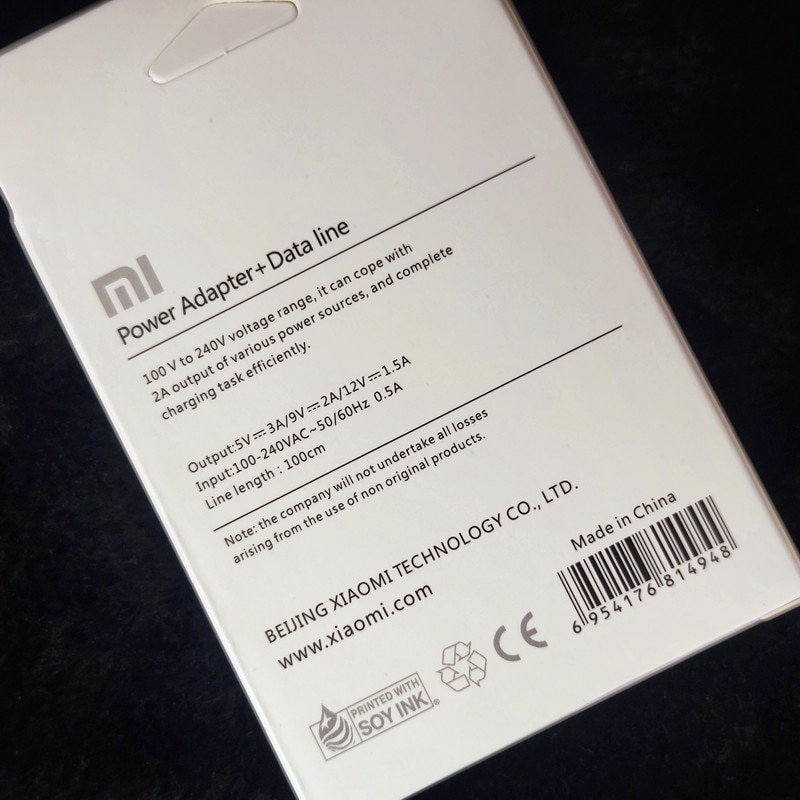 mi
Power Adapter+Data line
100 V to 240V voltage range, it can cope with
2A output of various power sources, and complete
charging task efficiently.
Output:5V⎓3A/9V⎓2A/12V⎓1.5A
Input:100-240VAC~50/60Hz 0.5A
Line length : 100cm
Note: the company will not undertake all losses
arising from the use of non original products.
BEIJING XIAOMI TECHNOLOGY CO., LTD.
www.xiaomi.com
Made in China
6 954176 814948
CE
PRINTED WITH
SOY INK®